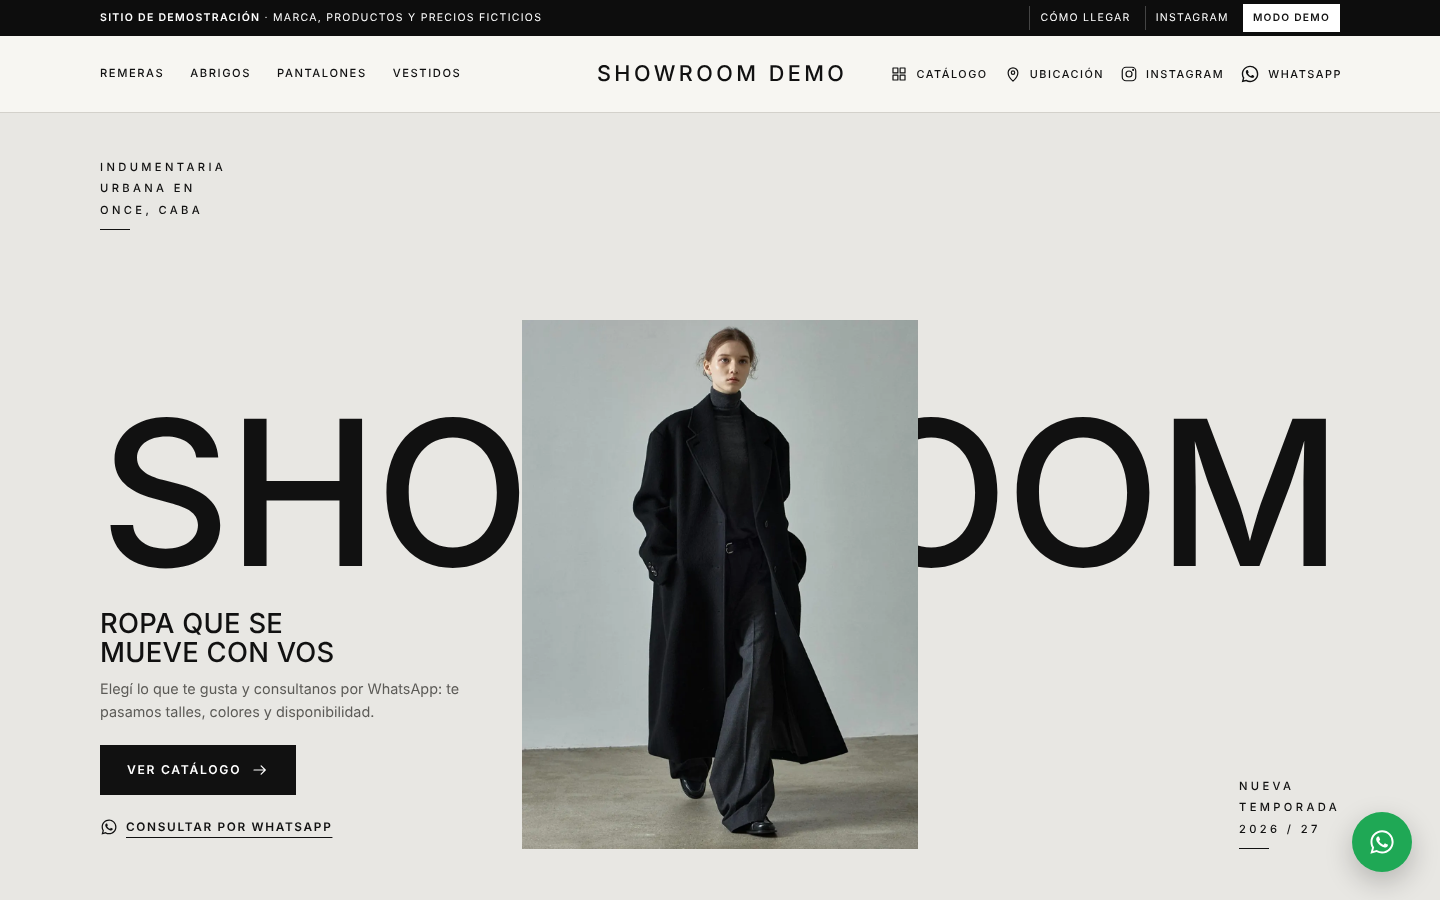 SITIO DE DEMOSTRACIÓN · MARCA, PRODUCTOS Y PRECIOS FICTICIOS
CÓMO LLEGAR
INSTAGRAM
MODO DEMO
REMERAS
ABRIGOS
PANTALONES
VESTIDOS
SHOWROOM DEMO
CATÁLOGO
UBICACIÓN
INSTAGRAM
WHATSAPP
INDUMENTARIA
URBANA EN
ONCE, CABA
SHO OOM
ROPA QUE SE
MUEVE CON VOS
Elegí lo que te gusta y consultanos por WhatsApp: te
pasamos talles, colores y disponibilidad.
VER CATÁLOGO →
CONSULTAR POR WHATSAPP
NUEVA
TEMPORADA
2026 / 27